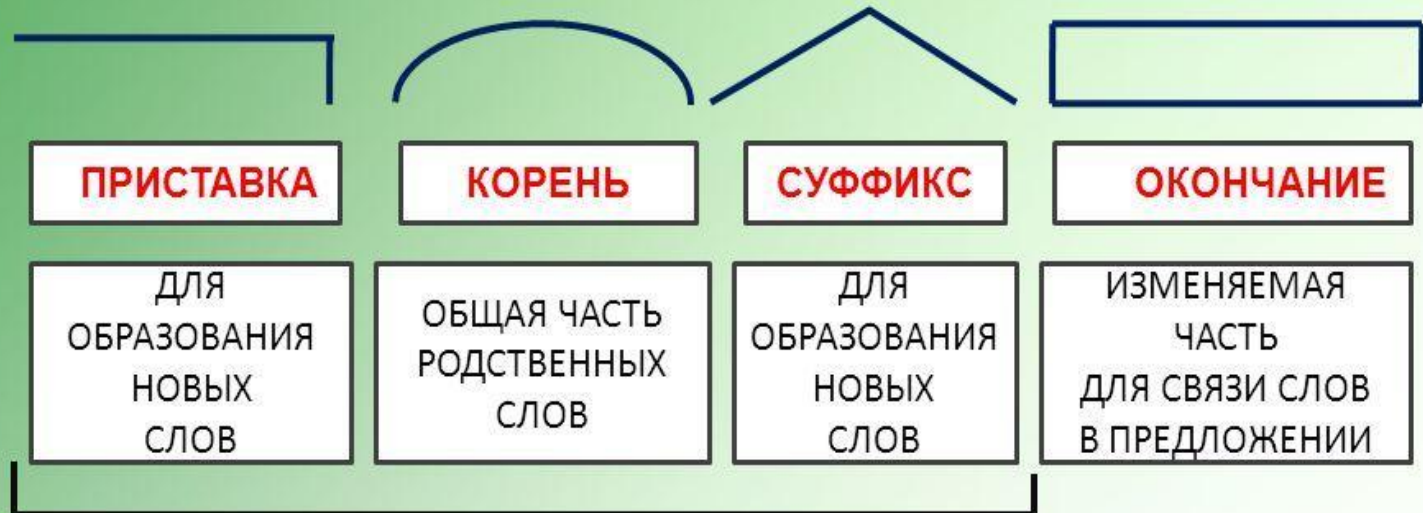 ПРИСТАВКА
КОРЕНЬ
СУФФИКС
ОКОНЧАНИЕ
ДЛЯ
ОБРАЗОВАНИЯ
НОВЫХ
СЛОВ
ОБЩАЯ ЧАСТЬ
РОДСТВЕННЫХ
СЛОВ
ДЛЯ
ОБРАЗОВАНИЯ
НОВЫХ
СЛОВ
ИЗМЕНЯЕМАЯ
ЧАСТЬ
ДЛЯ СВЯЗИ СЛОВ
В ПРЕДЛОЖЕНИИ